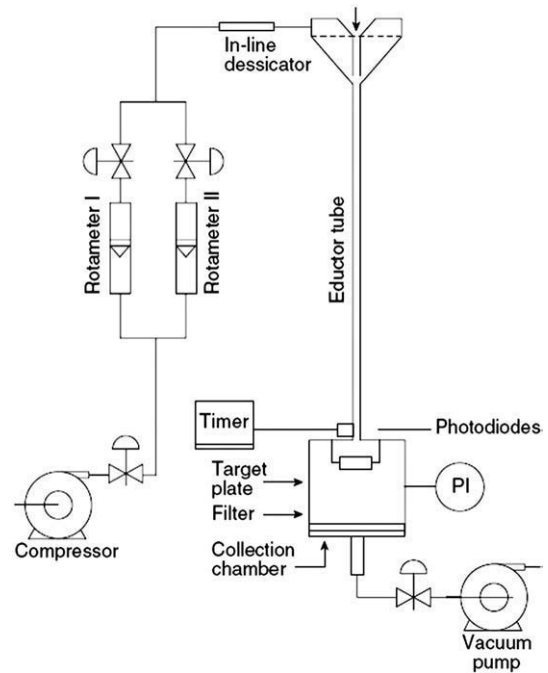 In-line
dessicator
Rotameter I
Rotameter II
Eductor tube
Timer
Photodiodes
Target
plate
PI
Filter
Compressor
Collection
chamber
Vacuum
pump